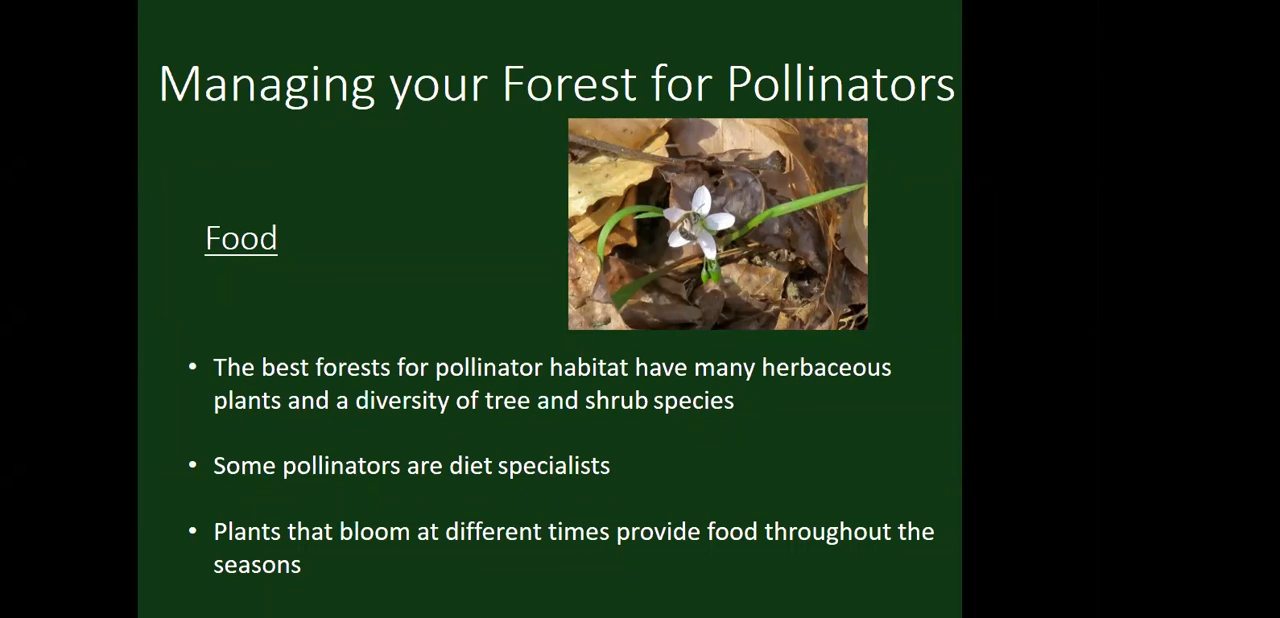 Managing your Forest for Pollinators
Food
• The best forests for pollinator habitat have many herbaceous
plants and a diversity of tree and shrub species
• Some pollinators are diet specialists
• Plants that bloom at different times provide food throughout the
seasons